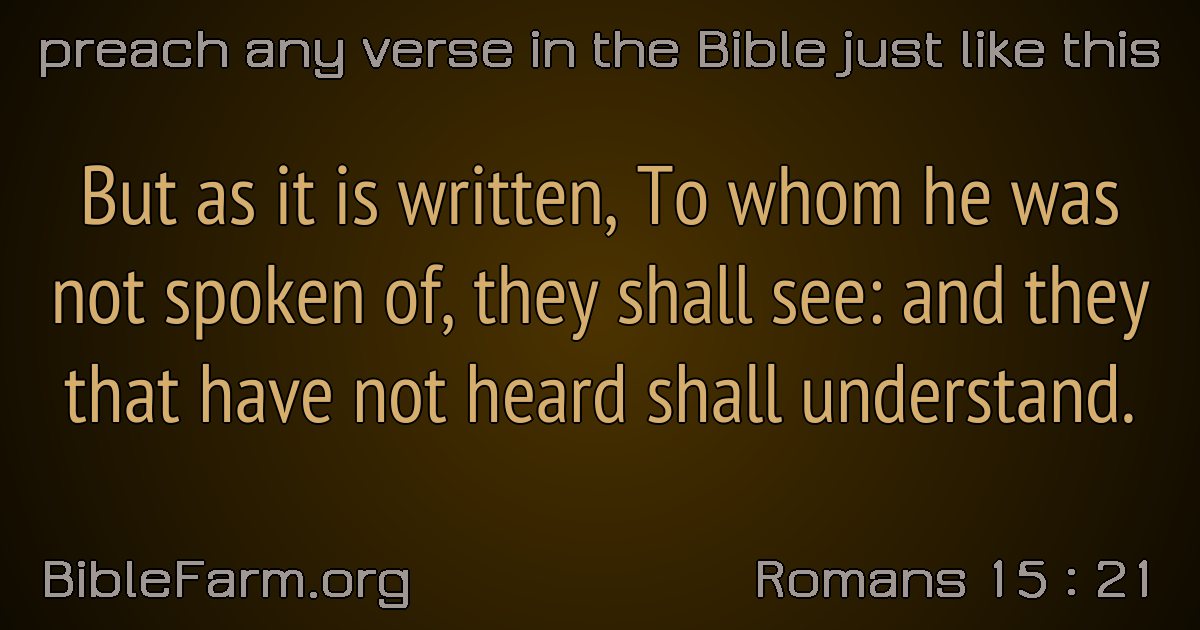 preach any verse in the Bible just like this
But as it is written, To whom he was
not spoken of, they shall see: and they
that have not heard shall understand.
BibleFarm.org
Romans 15 : 21